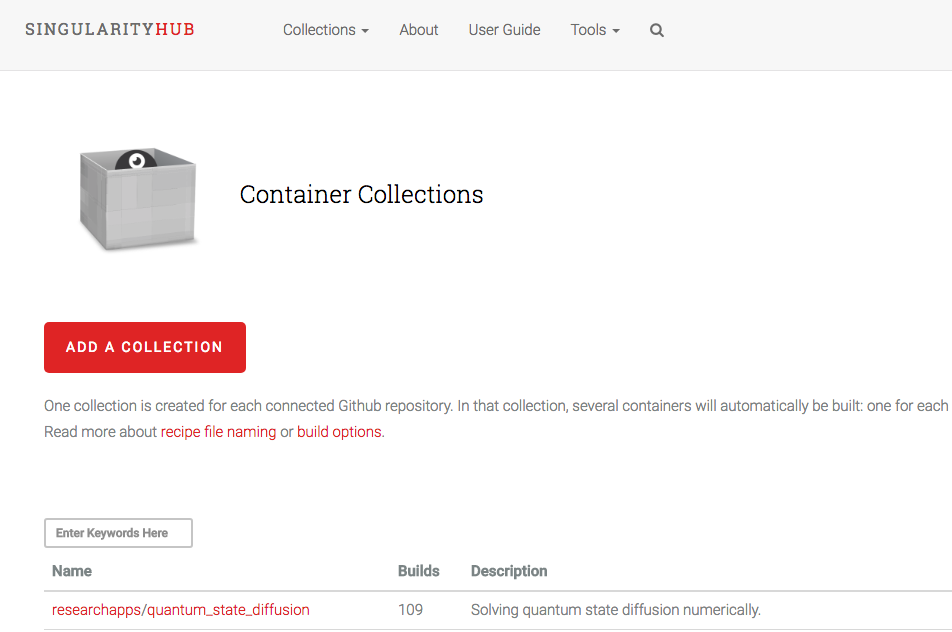 SINGULARITYHUB
Collections
About
User Guide
Tools
Container Collections
ADD A COLLECTION
One collection is created for each connected Github repository. In that collection, several containers will automatically be built: one for each
Read more about recipe file naming or build options.
Enter Keywords Here
Name Builds Description
researchapps/quantum_state_diffusion 109 Solving quantum state diffusion numerically.